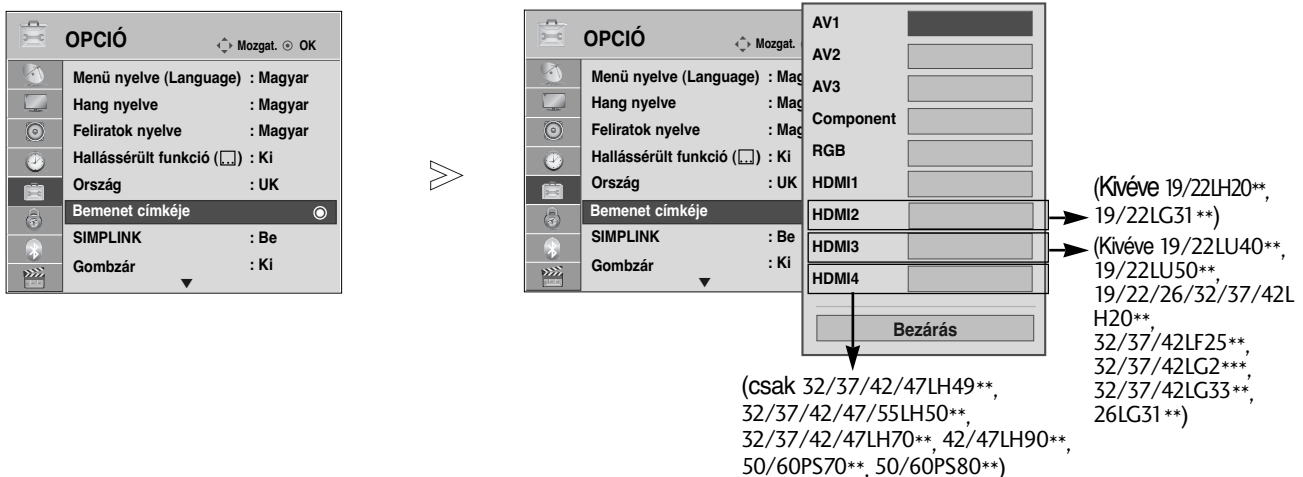 OPCIÓ
Mozgat. OK
Menü nyelve (Language) : Magyar
Hang nyelve : Magyar
Feliratok nyelve : Magyar
Hallássérült funkció ( ) : Ki
Ország : UK
Bemenet címkéje
SIMPLINK : Be
Gombzár : Ki
OPCIÓ
Mozgat.
Menü nyelve (Language) : Mag
Hang nyelve : Mag
Feliratok nyelve : Mag
Hallássérült funkció ( ) : Ki
Ország : UK
Bemenet címkéje
SIMPLINK : Be
Gombzár : Ki
AV1
AV2
AV3
Component
RGB
HDMI1
HDMI2
HDMI3
HDMI4
Bezárás
(Kivéve 19/22LH20**,
19/22LG31**)
(Kivéve 19/22LU40**,
19/22LU50**,
19/22/26/32/37/42L
H20**,
32/37/42LF25**,
32/37/42LG2***,
32/37/42LG33**,
26LG31**)
(csak 32/37/42/47LH49**,
32/37/42/47/55LH50**,
32/37/42/47LH70**, 42/47LH90**,
50/60PS70**, 50/60PS80**)